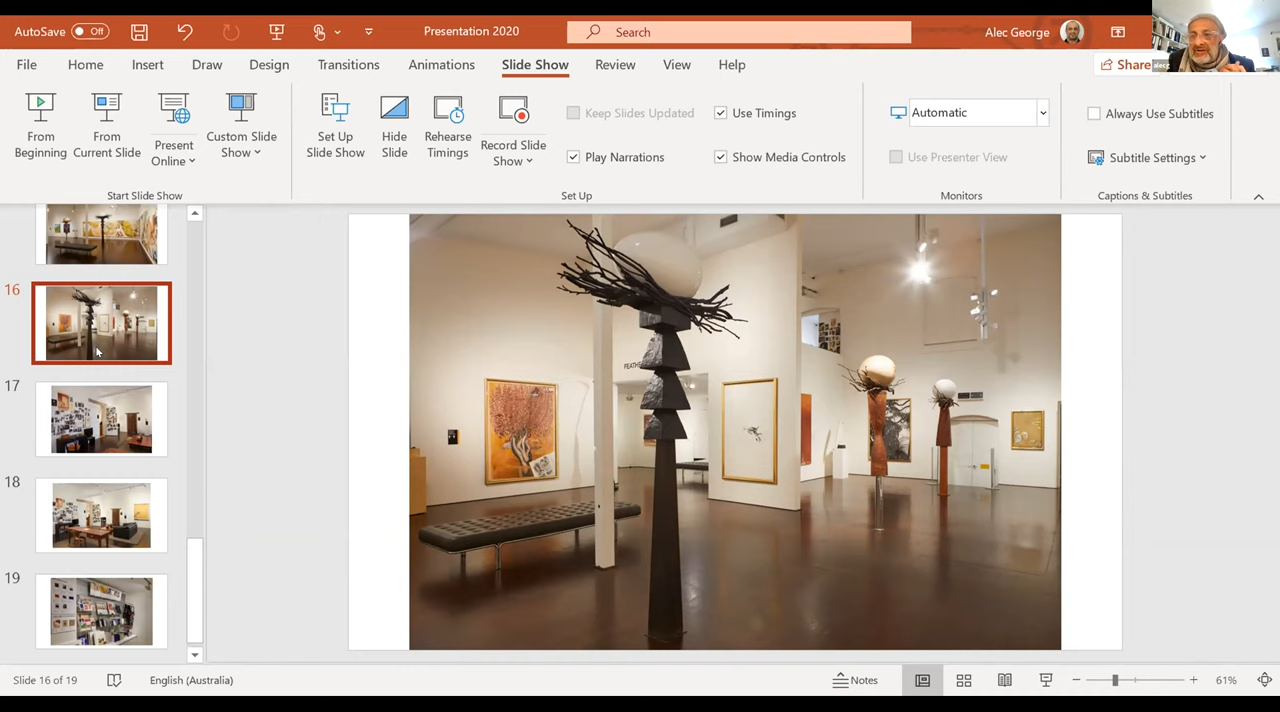 AutoSave Off Presentation 2020 Search Alec George
File Home Insert Draw Design Transitions Animations Slide Show Review View Help Share
From Beginning
From Current Slide
Present Online
Custom Slide Show
Start Slide Show
Set Up Slide Show
Hide Slide
Rehearse Timings
Record Slide Show
Keep Slides Updated
Play Narrations
Use Timings
Show Media Controls
Set Up
Automatic
Use Presenter View
Monitors
Always Use Subtitles
Subtitle Settings
Captions & Subtitles
16
17
18
19
Slide 16 of 19 English (Australia) Notes 61%